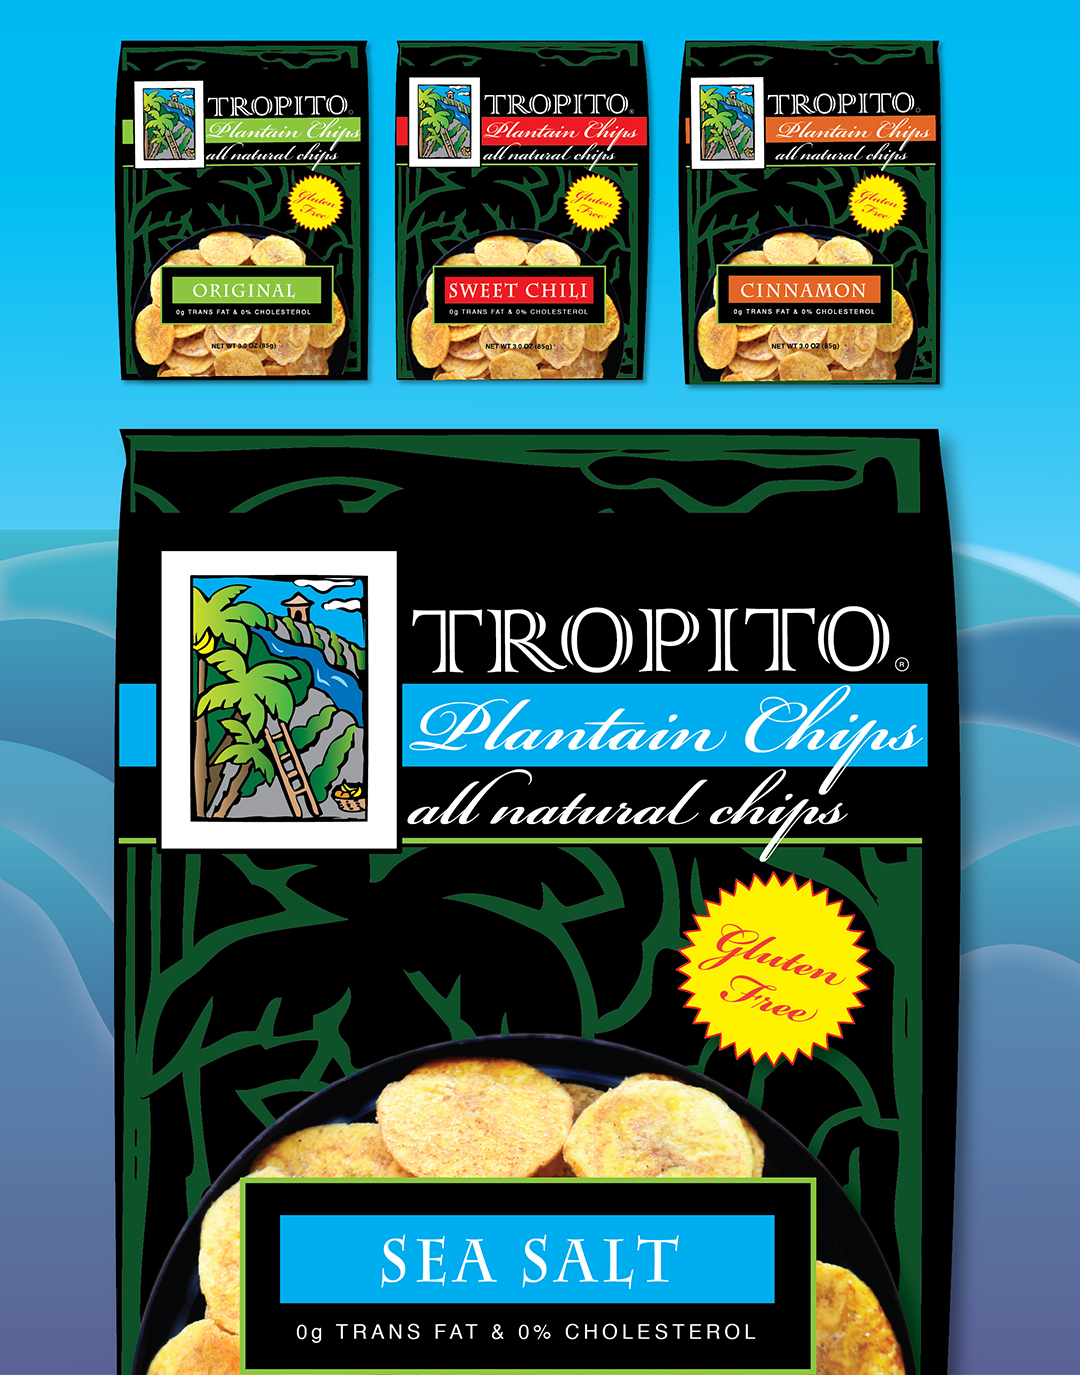 TROPITO
Plantain Chips
all natural chips
Gluten
Free
ORIGINAL
0g TRANS FAT & 0% CHOLESTEROL
NET WT 3.0 OZ (85g)
TROPITO®
Plantain Chips
all natural chips
Gluten
Free
SWEET CHILI
0g TRANS FAT & 0% CHOLESTEROL
NET WT 3.0 OZ (85g)
TROPITO
Plantain Chips
all natural chips
Gluten
Free
CINNAMON
0g TRANS FAT & 0% CHOLESTEROL
NET WT 3.0 OZ (85g)
TROPITO®
Plantain Chips
all natural chips
Gluten
Free
SEA SALT
0g TRANS FAT & 0% CHOLESTEROL